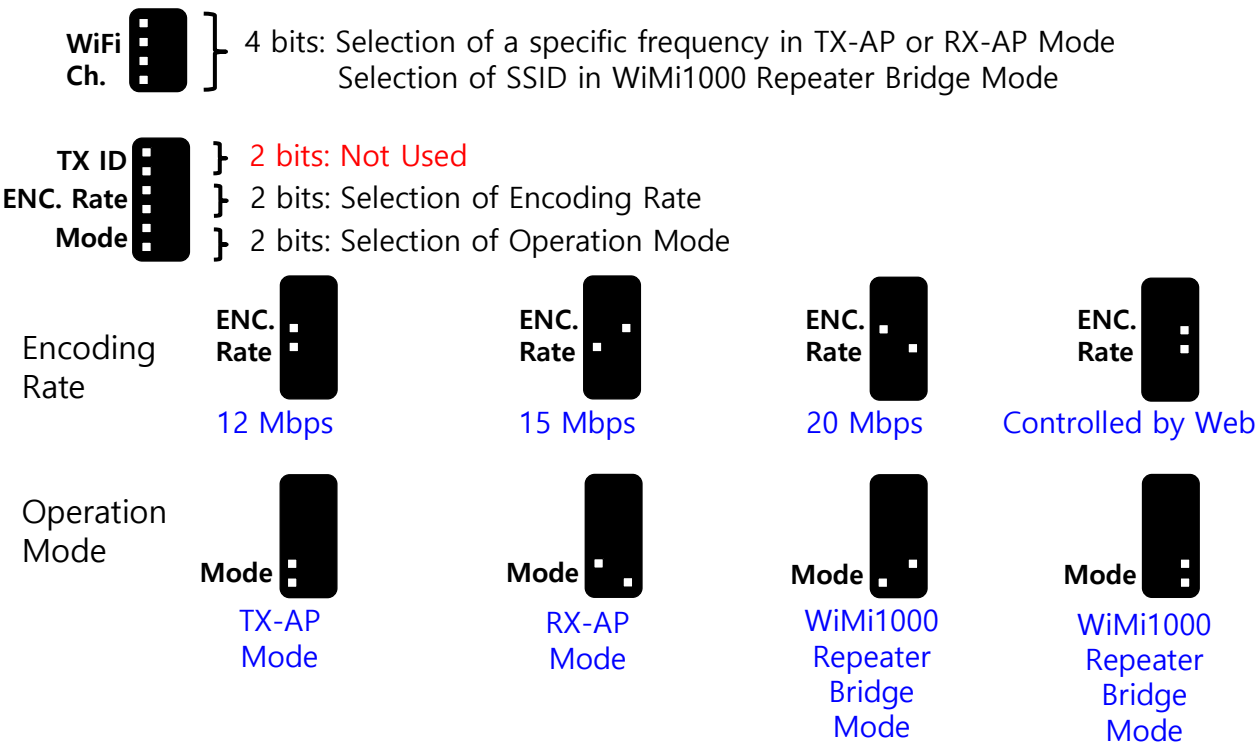 WiFi
Ch.
4 bits: Selection of a specific frequency in TX-AP or RX-AP Mode
Selection of SSID in WiMi1000 Repeater Bridge Mode
TX ID
2 bits: Not Used
ENC. Rate
2 bits: Selection of Encoding Rate
Mode
2 bits: Selection of Operation Mode
Encoding
Rate
ENC.
Rate
12 Mbps
ENC.
Rate
15 Mbps
ENC.
Rate
20 Mbps
ENC.
Rate
Controlled by Web
Operation
Mode
Mode
TX-AP
Mode
Mode
RX-AP
Mode
Mode
WiMi1000
Repeater
Bridge
Mode
Mode
WiMi1000
Repeater
Bridge
Mode